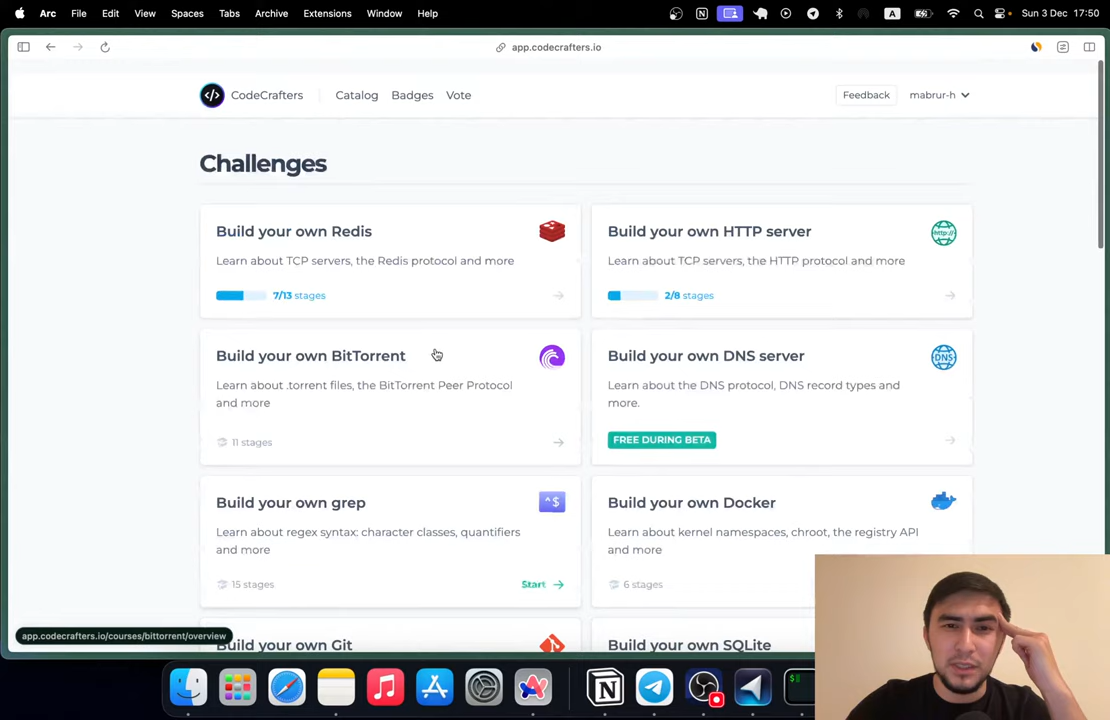 Arc File Edit View Spaces Tabs Archive Extensions Window Help A Sun 3 Dec 17:50
app.codecrafters.io
</> CodeCrafters Catalog Badges Vote Feedback mabrur-h
Challenges
Build your own Redis
Learn about TCP servers, the Redis protocol and more
7/13 stages
Build your own HTTP server
http://
Learn about TCP servers, the HTTP protocol and more
2/8 stages
Build your own BitTorrent
Learn about .torrent files, the BitTorrent Peer Protocol
and more
11 stages
Build your own DNS server
DNS
Learn about the DNS protocol, DNS record types and
more.
FREE DURING BETA
Build your own grep
^$
Learn about regex syntax: character classes, quantifiers
and more
15 stages Start
Build your own Docker
Learn about kernel namespaces, chroot, the registry API
and more
6 stages
Build your own Git
Build your own SQLite
app.codecrafters.io/courses/bittorrent/overview
N
$